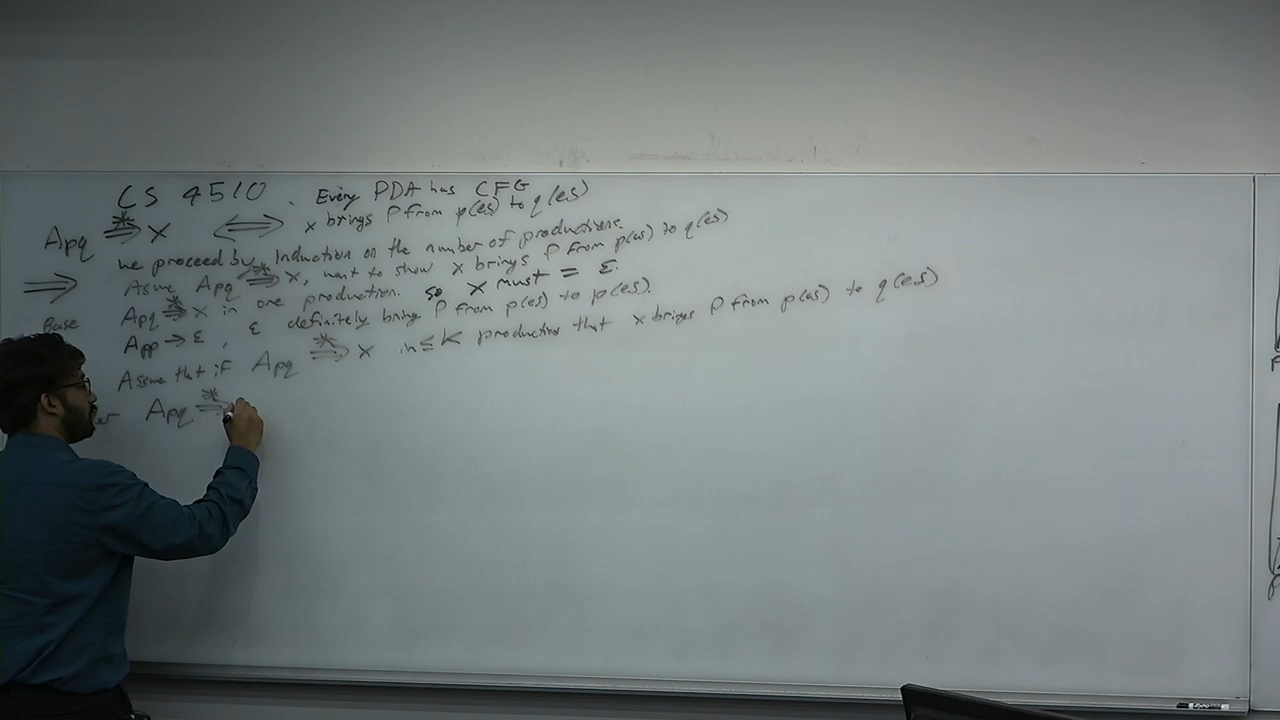 CS 4510 . Every PDA has CFG
Apq ⇒* x ⟺ x brings P from p(es) to q(es)
⇒ we proceed by Induction on the number of productions.
Asme Apq ⇒* x, want to show x brings P from p(es) to q(es)
Base Apq ⇒* x in one production. so x must = ε.
App → ε, ε definitely brings P from p(es) to p(es).
Assme that if Apq ⇒* x in ≤ K productions that x brings P from p(es) to q(es)
Apq ⇒*